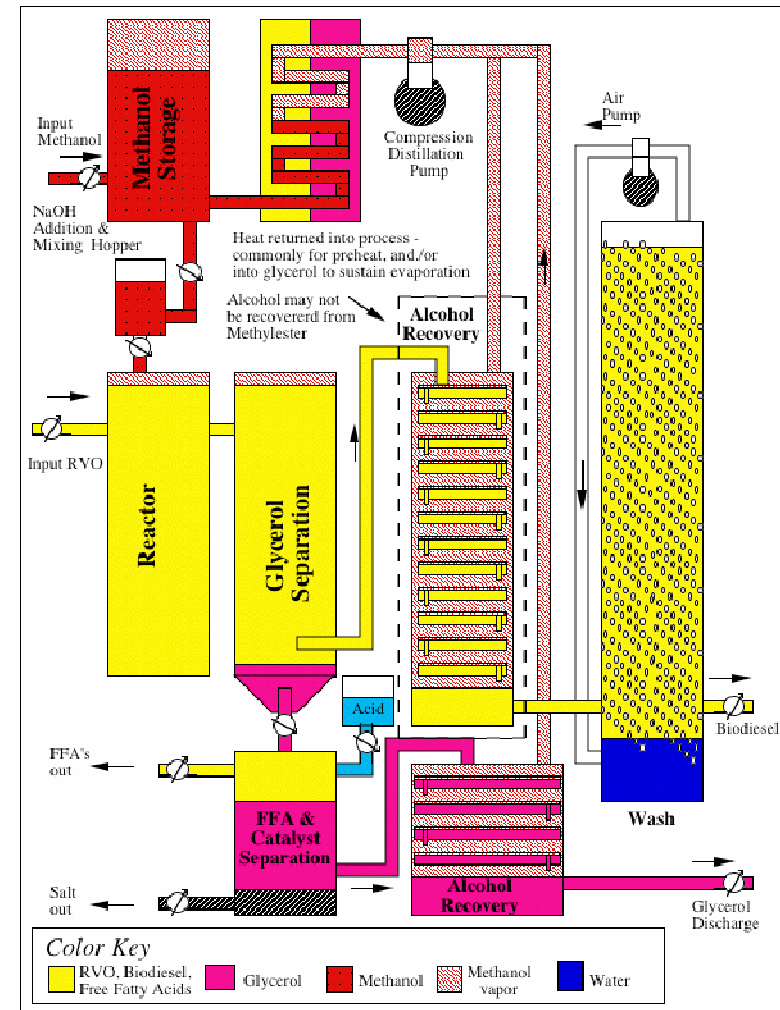 Input
Methanol
Methanol
Storage
Compression
Distillation
Pump
Air
Pump
NaOH
Addition &
Mixing Hopper
Heat returned into process -
commonly for preheat, and./or
into glycerol to sustain evaporation
Alcohol may not
be recovererd from
Methylester
Alcohol
Recovery
Input RVO
Reactor
Glycerol
Separation
Acid
Biodiesel
FFA's
out
FFA &
Catalyst
Separation
Wash
Salt
out
Alcohol
Recovery
Glycerol
Discharge
Color Key
RVO, Biodiesel,
Free Fatty Acids
Glycerol
Methanol
Methanol
vapor
Water